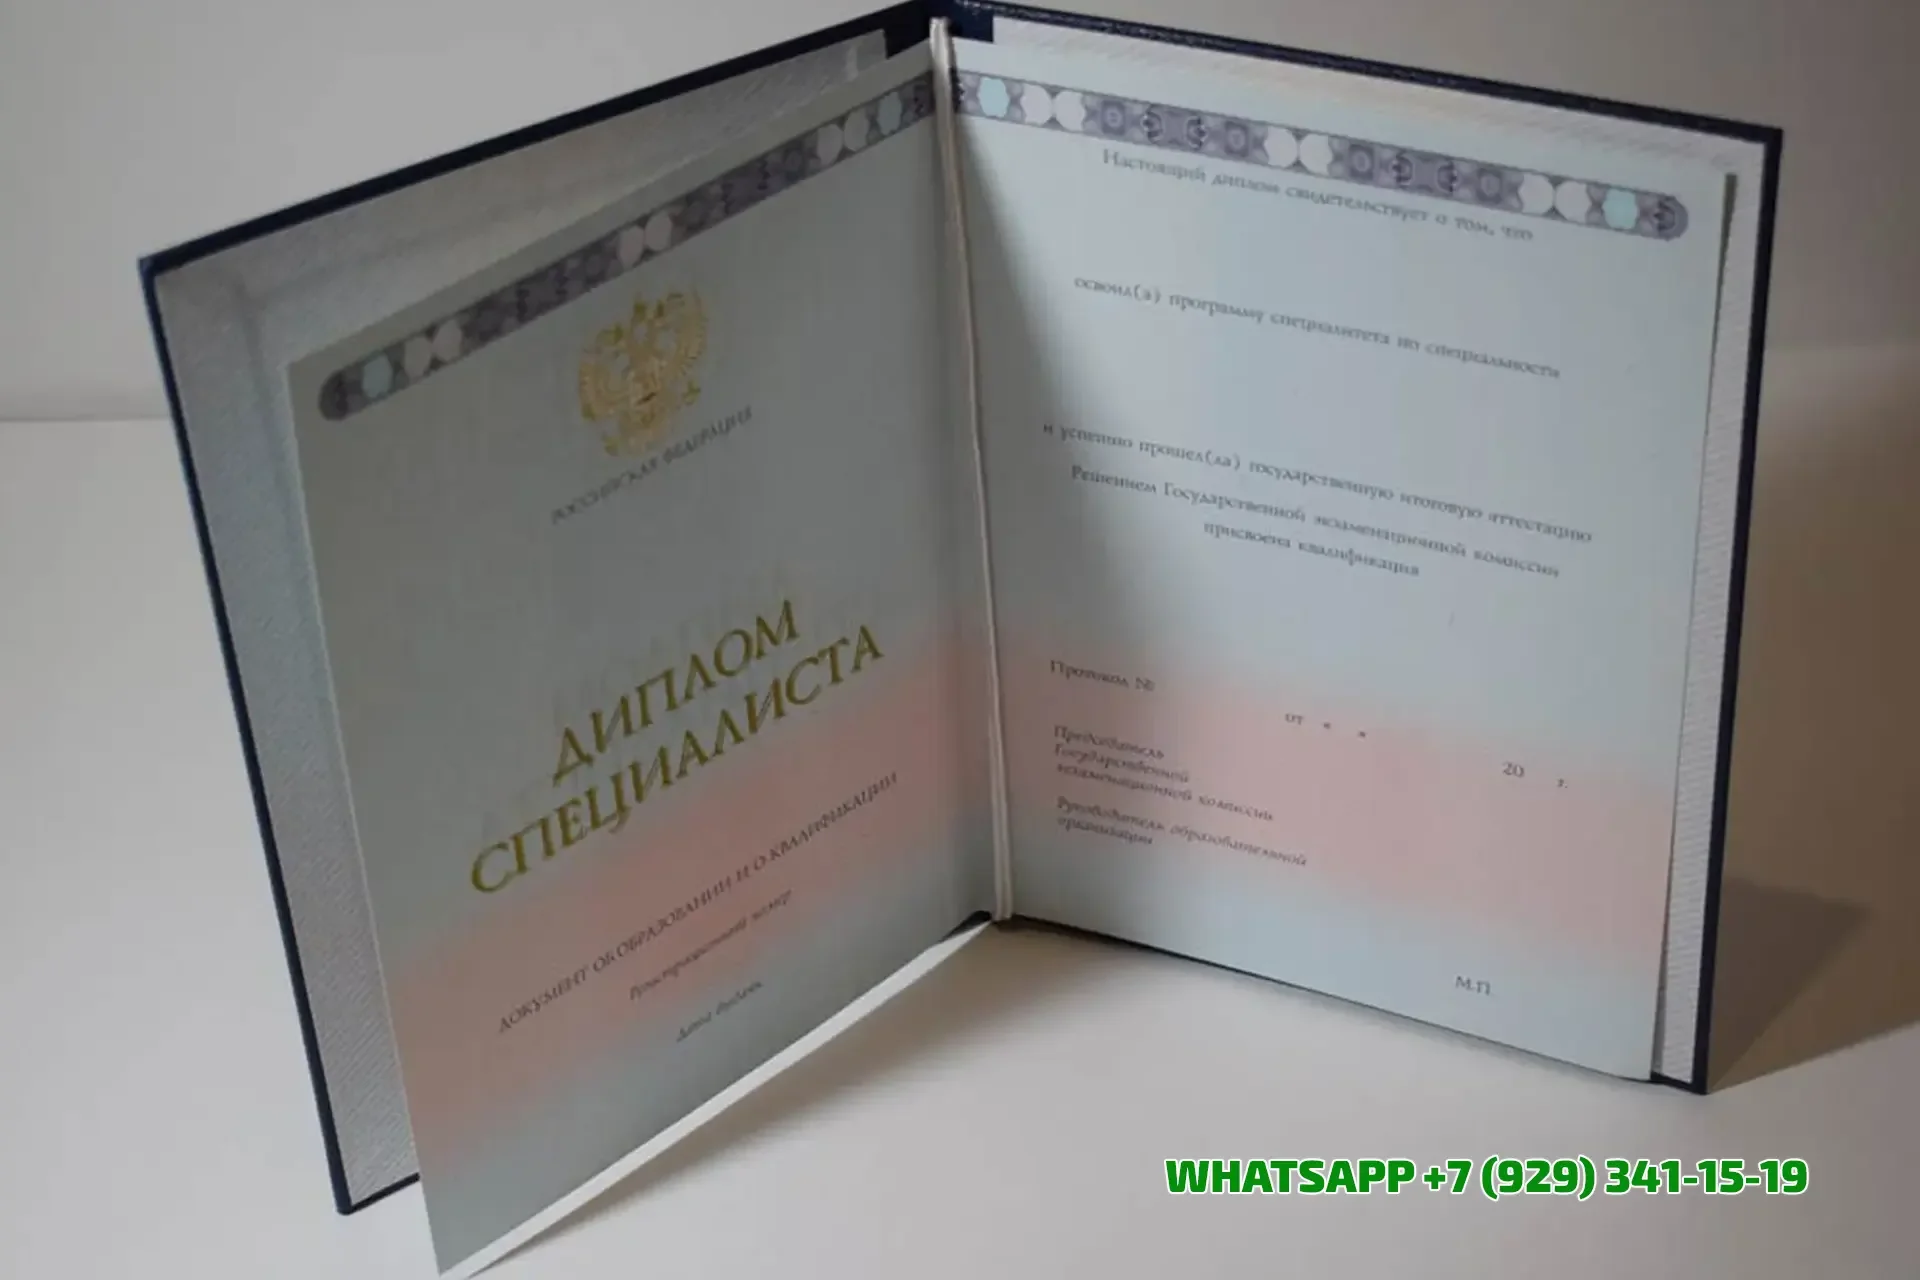 РОССИЙСКАЯ ФЕДЕРАЦИЯ
ДИПЛОМ
СПЕЦИАЛИСТА
ДОКУМЕНТ ОБ ОБРАЗОВАНИИ И О КВАЛИФИКАЦИИ
Регистрационный номер
Дата выдачи
Настоящий диплом свидетельствует о том, что
освоил(а) программу специалитета по специальности
и успешно прошел(ла) государственную итоговую аттестацию
Решением Государственной экзаменационной комиссии
присвоена квалификация
Протокол №
от « »
20 г.
Председатель
Государственной
экзаменационной комиссии
Руководитель образовательной
организации
М.П.
WHATSAPP +7 (929) 341-15-19